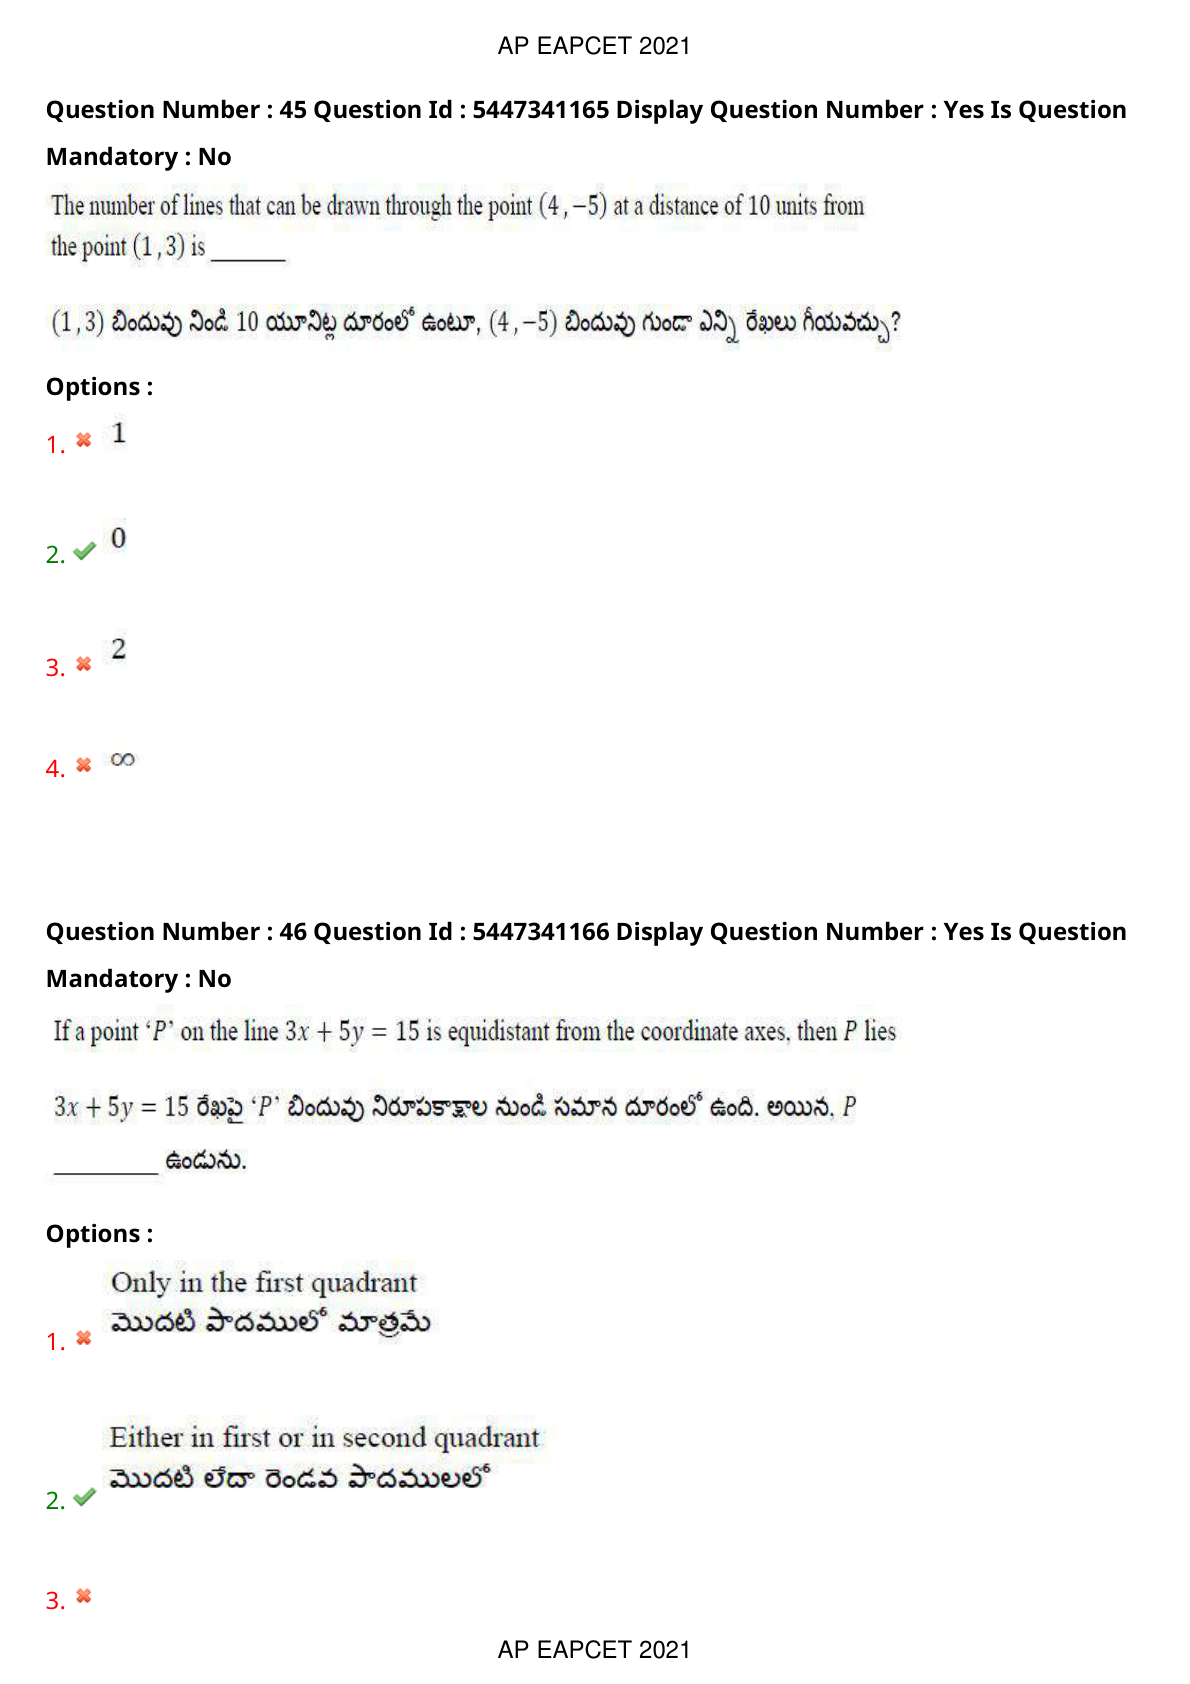 AP EAPCET 2021
Question Number : 45 Question Id : 5447341165 Display Question Number : Yes Is Question
Mandatory : No
The number of lines that can be drawn through the point (4 , −5) at a distance of 10 units from
the point (1 , 3) is ______
(1 , 3) బిందువు నిండి 10 యూనిట్ల దూరంలో ఉంటూ, (4 , −5) బిందువు గుండా ఎన్ని రేఖలు గీయవచ్చు?
Options :
1. ✖ 1
2. ✔ 0
3. ✖ 2
4. ✖ ∞
Question Number : 46 Question Id : 5447341166 Display Question Number : Yes Is Question
Mandatory : No
If a point ‘P’ on the line 3x + 5y = 15 is equidistant from the coordinate axes, then P lies
3x + 5y = 15 రేఖపై ‘P’ బిందువు నిరూపకాక్షాల నుండి సమాన దూరంలో ఉంది. అయిన, P
________ ఉండును.
Options :
Only in the first quadrant
మొదటి పాదములో మాత్రమే
1. ✖
Either in first or in second quadrant
మొదటి లేదా రెండవ పాదములలో
2. ✔
3. ✖
AP EAPCET 2021